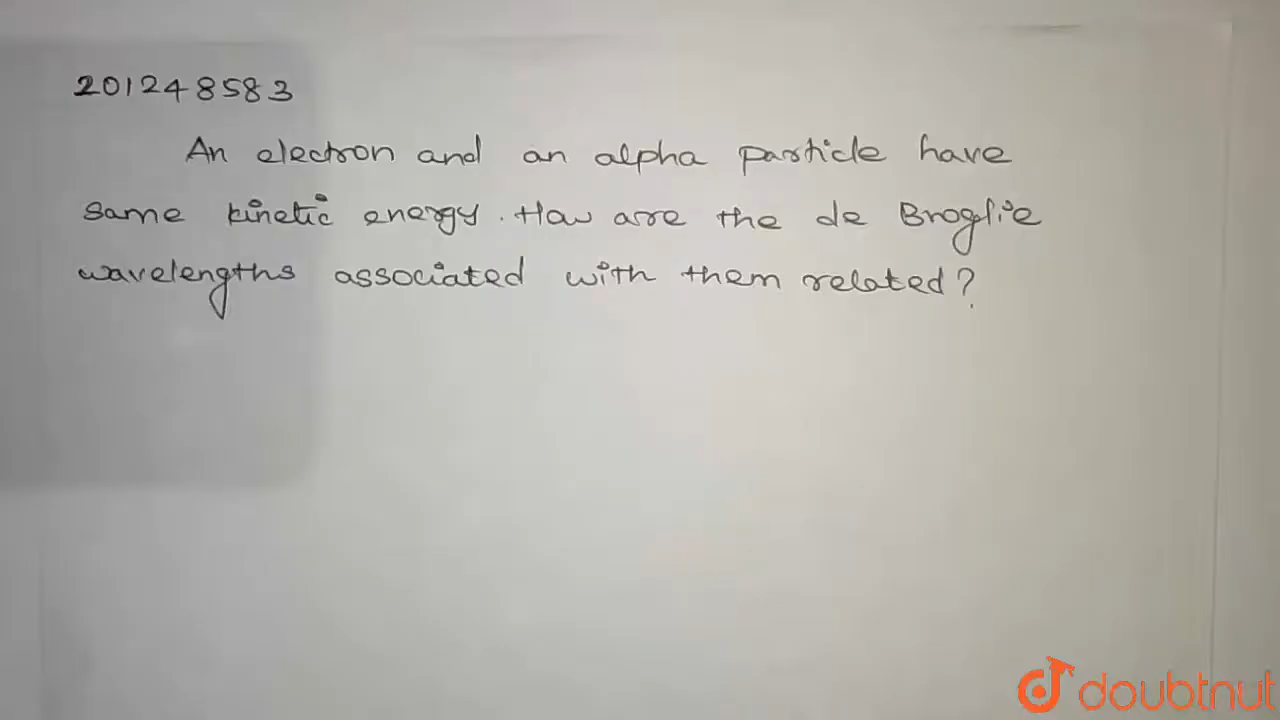 201248583
An electron and an alpha particle have
same kinetic energy. How are the de Broglie
wavelengths associated with them related?
doubtnut